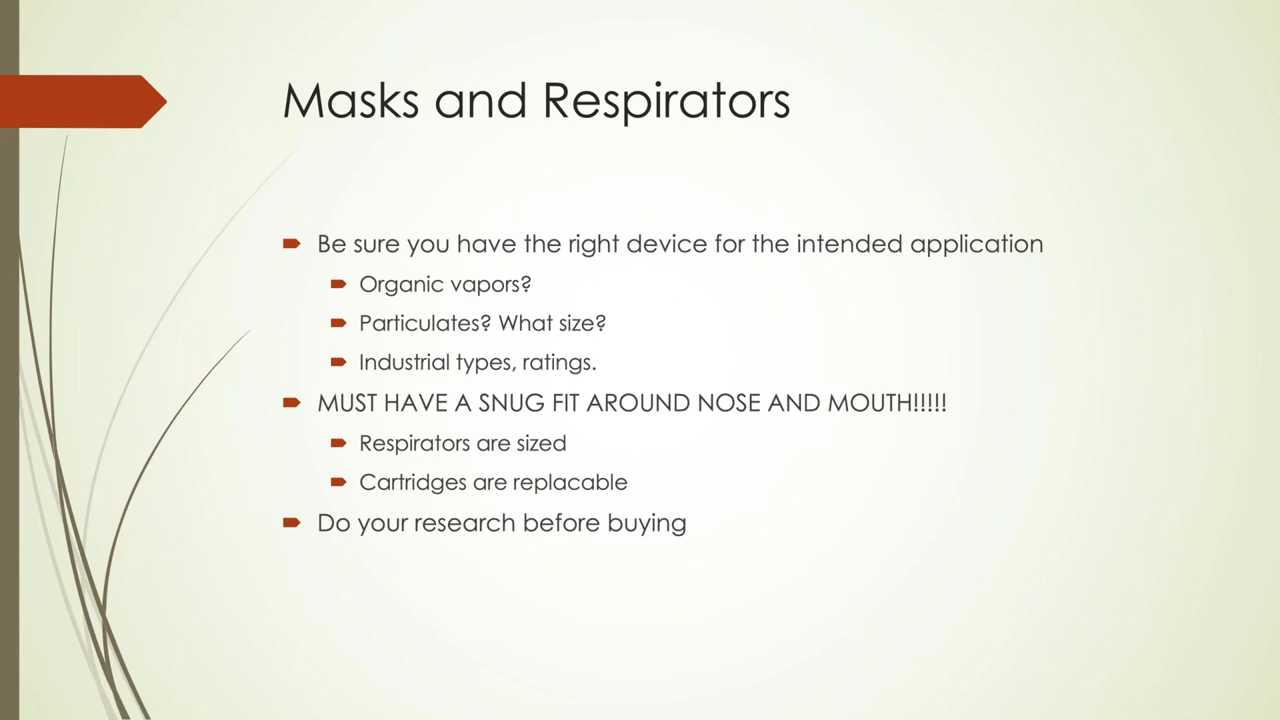 Masks and Respirators
Be sure you have the right device for the intended application
Organic vapors?
Particulates? What size?
Industrial types, ratings.
MUST HAVE A SNUG FIT AROUND NOSE AND MOUTH!!!!!
Respirators are sized
Cartridges are replacable
Do your research before buying